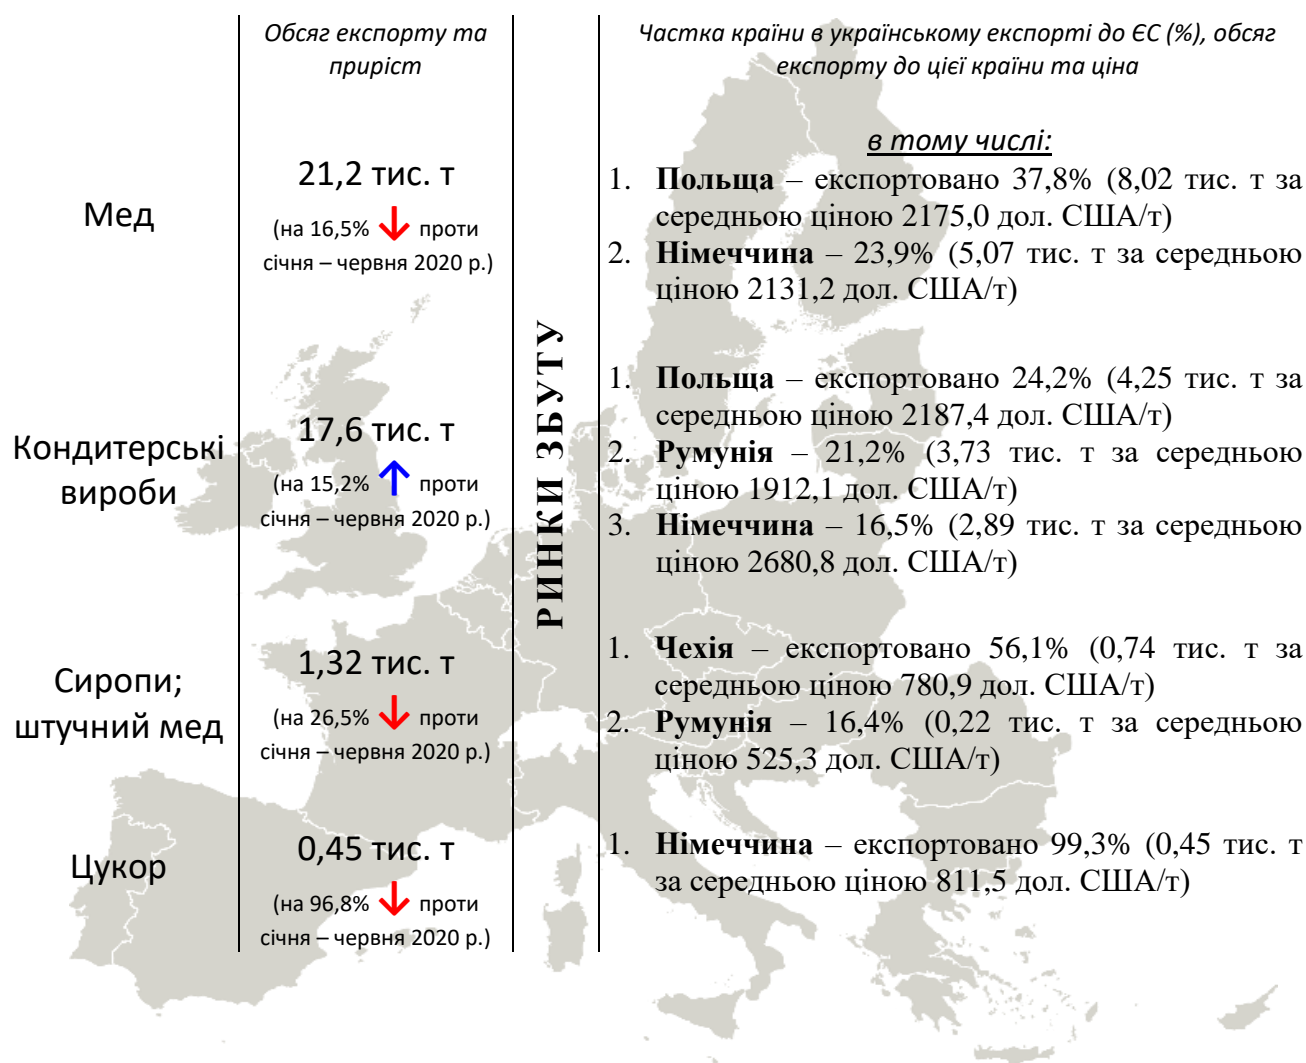 Обсяг експорту та
приріст
Частка країни в українському експорті до ЄС (%), обсяг
експорту до цієї країни та ціна
в тому числі:
Мед
21,2 тис. т
(на 16,5% ↓ проти
січня – червня 2020 р.)
РИНКИ ЗБУТУ
1. Польща – експортовано 37,8% (8,02 тис. т за
середньою ціною 2175,0 дол. США/т)
2. Німеччина – 23,9% (5,07 тис. т за середньою
ціною 2131,2 дол. США/т)
Кондитерські
вироби
17,6 тис. т
(на 15,2% ↑ проти
січня – червня 2020 р.)
1. Польща – експортовано 24,2% (4,25 тис. т за
середньою ціною 2187,4 дол. США/т)
2. Румунія – 21,2% (3,73 тис. т за середньою
ціною 1912,1 дол. США/т)
3. Німеччина – 16,5% (2,89 тис. т за середньою
ціною 2680,8 дол. США/т)
Сиропи;
штучний мед
1,32 тис. т
(на 26,5% ↓ проти
січня – червня 2020 р.)
1. Чехія – експортовано 56,1% (0,74 тис. т за
середньою ціною 780,9 дол. США/т)
2. Румунія – 16,4% (0,22 тис. т за середньою
ціною 525,3 дол. США/т)
Цукор
0,45 тис. т
(на 96,8% ↓ проти
січня – червня 2020 р.)
1. Німеччина – експортовано 99,3% (0,45 тис. т
за середньою ціною 811,5 дол. США/т)